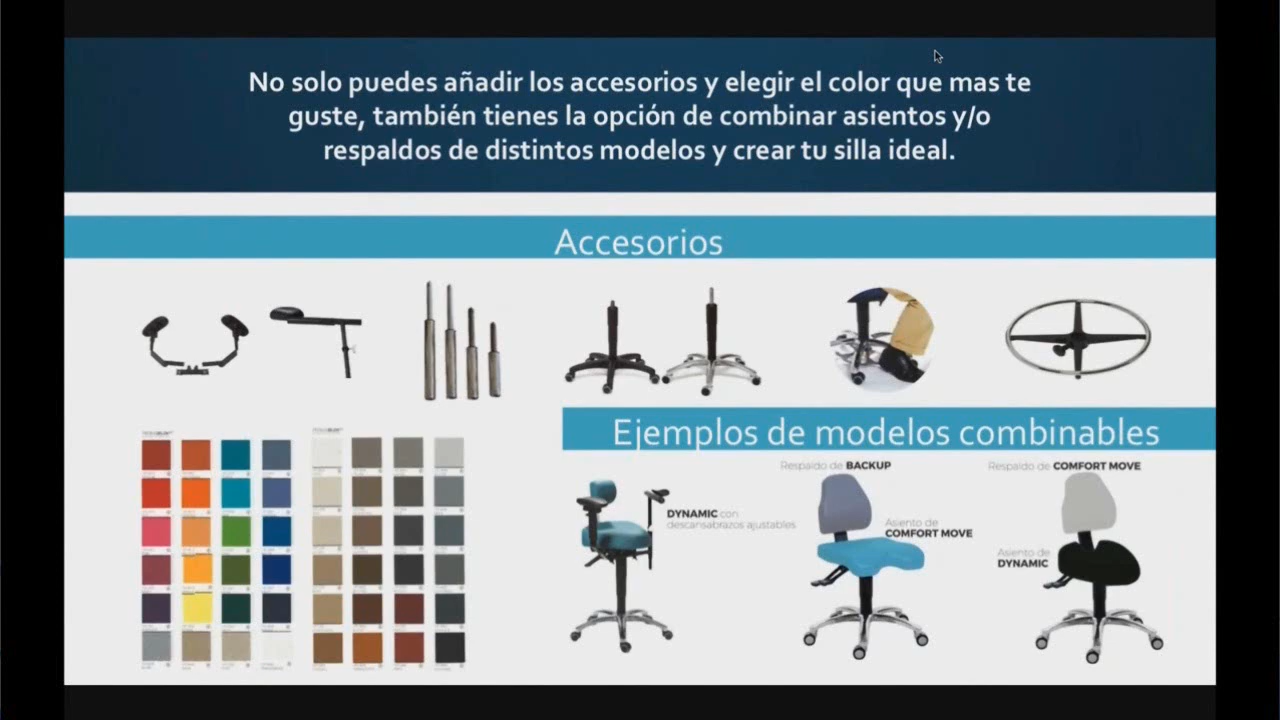 No solo puedes añadir los accesorios y elegir el color que mas te
guste, también tienes la opción de combinar asientos y/o
respaldos de distintos modelos y crear tu silla ideal.
Accesorios
Ejemplos de modelos combinables
DYNAMIC con
descansabrazos ajustables
Respaldo de BACKUP
Asiento de
COMFORT MOVE
Respaldo de COMFORT MOVE
Asiento de
DYNAMIC